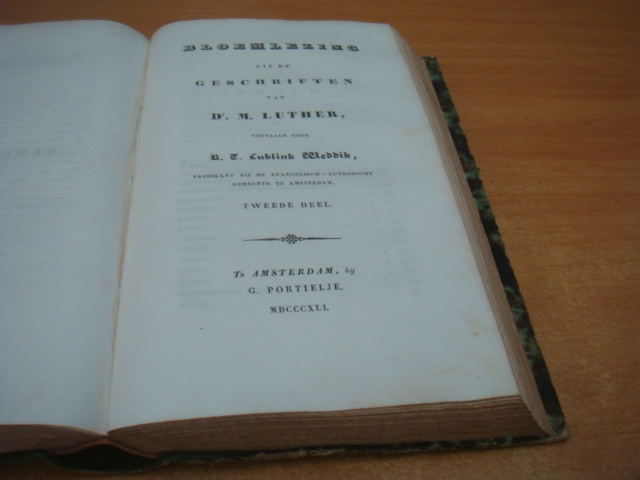 BLOEMLEZING
UIT DE
GESCHRIFTEN
VAN
Dr. M. LUTHER,
VERTAALD DOOR
B. T. Lublink Weddik,
PREDIKANT BIJ DE EVANGELISCH-LUTHERSCHE
GEMEENTE TE AMSTERDAM.
TWEEDE DEEL.
Te AMSTERDAM, bij
G. PORTIELJE,
MDCCCXLI.